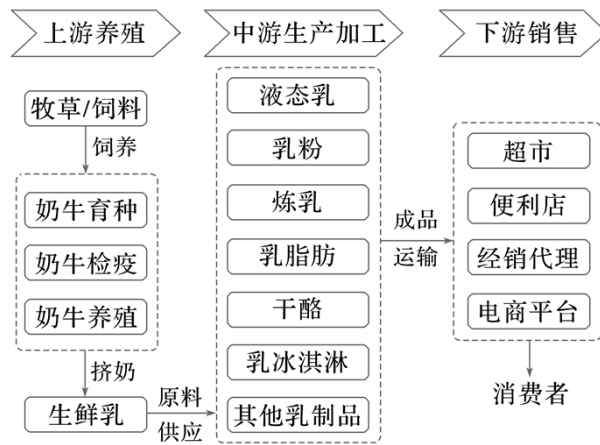 上游养殖
中游生产加工
下游销售
牧草/饲料
饲养
奶牛育种
奶牛检疫
奶牛养殖
挤奶
生鲜乳
原料
供应
液态乳
乳粉
炼乳
乳脂肪
干酪
乳冰淇淋
其他乳制品
成品
运输
超市
便利店
经销代理
电商平台
消费者